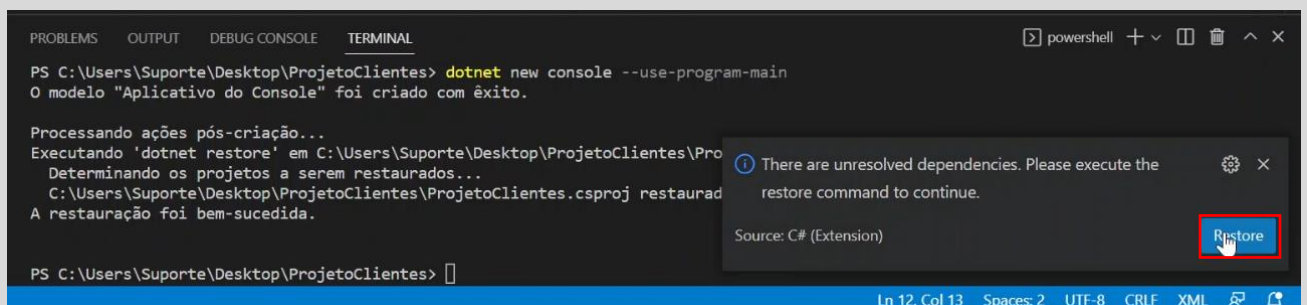 PROBLEMS OUTPUT DEBUG CONSOLE TERMINAL powershell
PS C:\Users\Suporte\Desktop\ProjetoClientes> dotnet new console --use-program-main
O modelo "Aplicativo do Console" foi criado com êxito.
Processando ações pós-criação...
Executando 'dotnet restore' em C:\Users\Suporte\Desktop\ProjetoClientes\Pro
Determinando os projetos a serem restaurados...
C:\Users\Suporte\Desktop\ProjetoClientes\ProjetoClientes.csproj restaurad
A restauração foi bem-sucedida.
There are unresolved dependencies. Please execute the
restore command to continue.
Source: C# (Extension) Restore
PS C:\Users\Suporte\Desktop\ProjetoClientes>
Ln 12, Col 13 Spaces: 2 UTF-8 CRLF XML